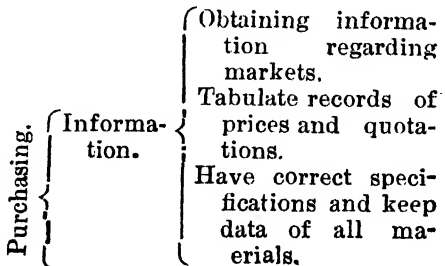 Purchasing.
Informa-
tion.
Obtaining informa-
tion regarding
markets.
Tabulate records of
prices and quota-
tions.
Have correct speci-
fications and keep
data of all ma-
erials,